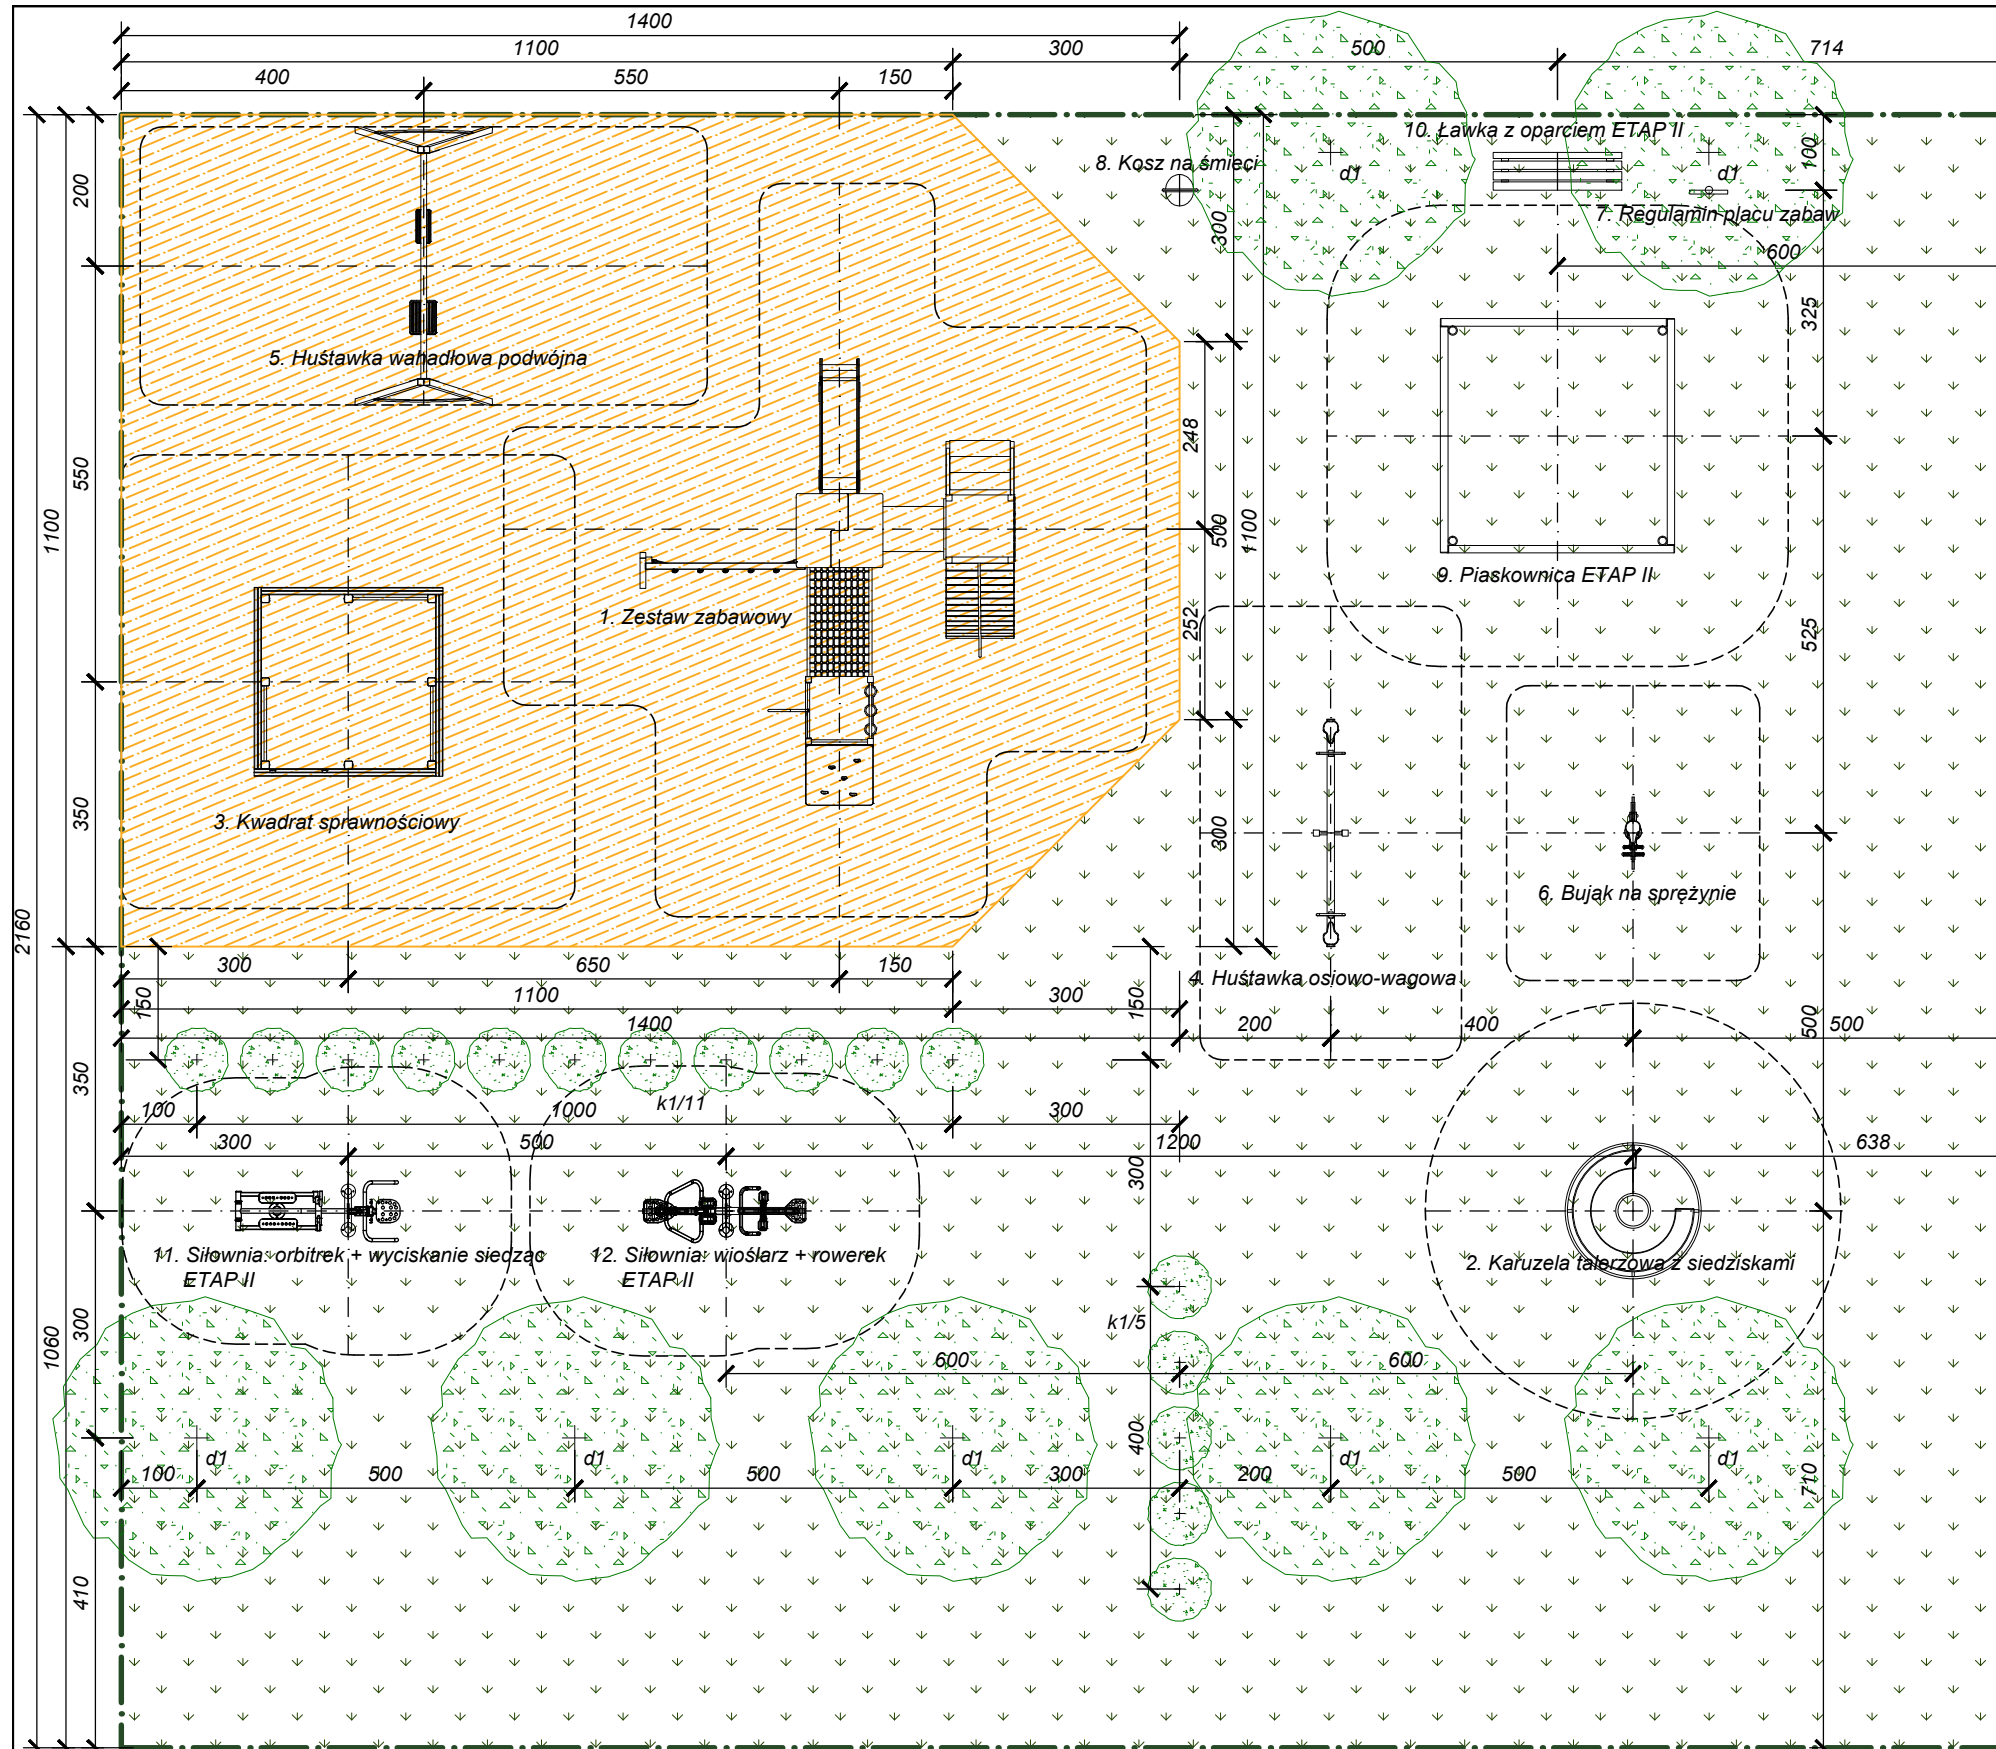 1400
1100
300
500
714
400
550
150
10. Ławka z oparciem ETAP II
8. Kosz na śmieci
d1
d1
100
200
7. Regulamin placu zabaw
300
600
325
5. Huśtawka wahadłowa podwójna
248
550
1100
500
1100
9. Piaskownica ETAP II
1. Zestaw zabawowy
252
525
350
3. Kwadrat sprawnościowy
300
6. Bujak na sprężynie
2160
300
650
150
4. Huśtawka osiowo-wagowa
150
1100
300
150
1400
200
400
500
500
350
100
1000
k1/11
300
300
500
1200
638
300
11. Siłownia: orbitrek + wyciskanie siedząc
ETAP II
12. Siłownia: wioślarz + rowerek
ETAP II
2. Karuzela talerzowa z siedziskami
k1/5
300
1060
600
600
400
d1
d1
d1
d1
d1
100
500
500
300
200
500
710
410